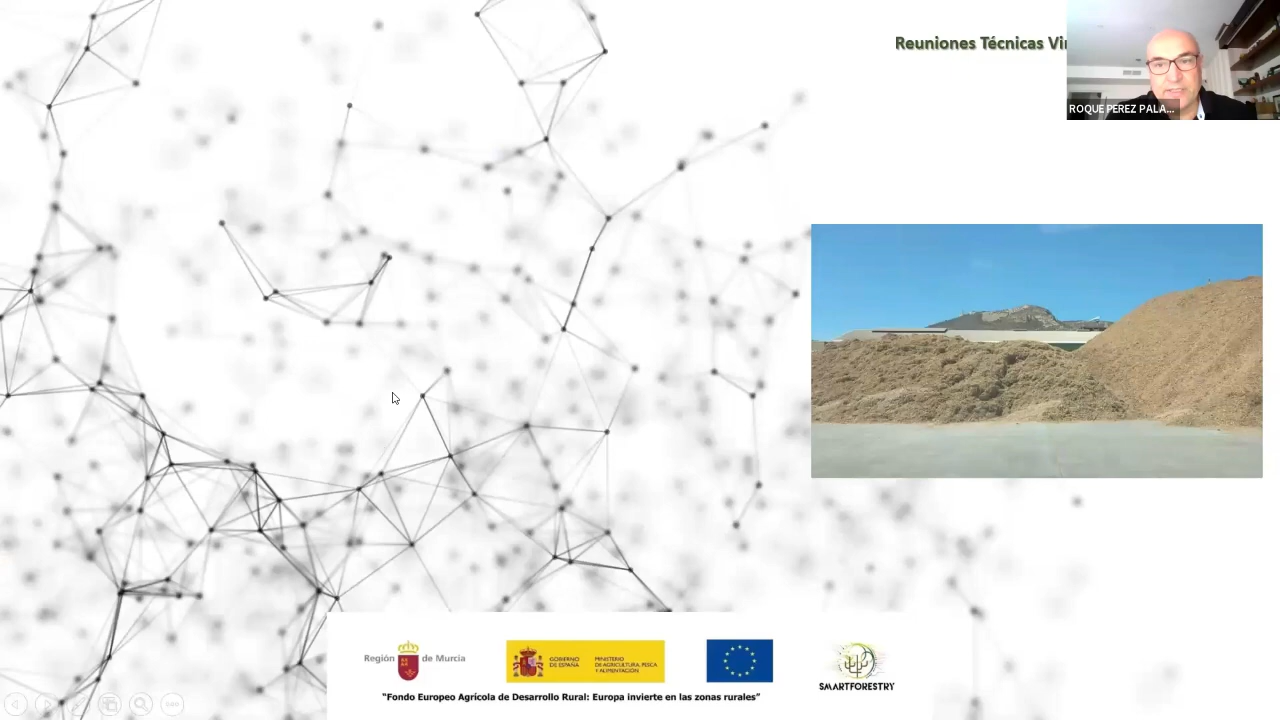 Reuniones Técnicas Vi
ROQUE PEREZ PALA...
Región de Murcia
GOBIERNO
DE ESPAÑA
MINISTERIO
DE AGRICULTURA, PESCA
Y ALIMENTACIÓN
SMARTFORESTRY
"Fondo Europeo Agrícola de Desarrollo Rural: Europa invierte en las zonas rurales"